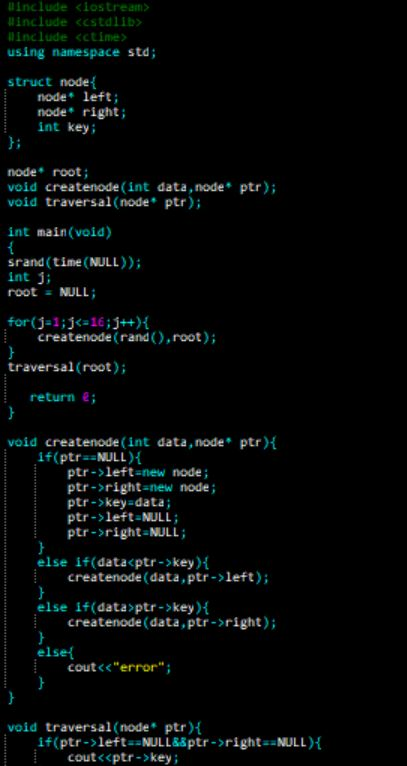 #include <iostream>
#include <cstdlib>
#include <ctime>
using namespace std;
struct node{
node* left;
node* right;
int key;
};
node* root;
void createnode(int data,node* ptr);
void traversal(node* ptr);
int main(void)
{
srand(time(NULL));
int j;
root = NULL;
for(j=1;j<=16;j++){
createnode(rand(),root);
}
traversal(root);
return 0;
}
void createnode(int data,node* ptr){
if(ptr==NULL){
ptr->left=new node;
ptr->right=new node;
ptr->key=data;
ptr->left=NULL;
ptr->right=NULL;
}
else if(data<ptr->key){
createnode(data,ptr->left);
}
else if(data>ptr->key){
createnode(data,ptr->right);
}
else{
cout<<"error";
}
}
void traversal(node* ptr){
if(ptr->left==NULL&&ptr->right==NULL){
cout<<ptr->key;